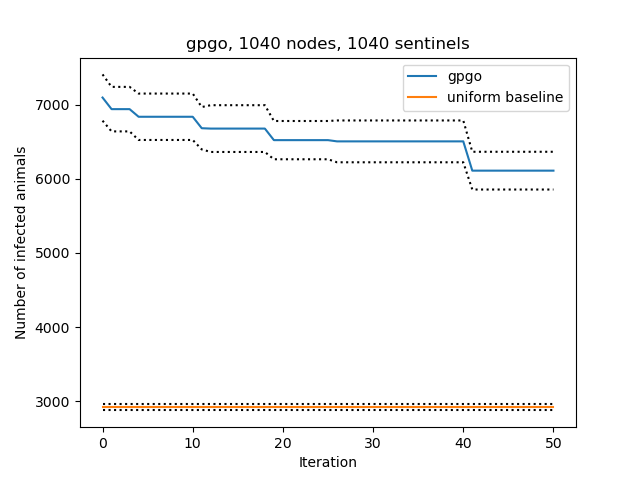 gpgo, 1040 nodes, 1040 sentinels
gpgo
uniform baseline
7000
6000
5000
4000
3000
Number of infected animals
0 10 20 30 40 50
Iteration